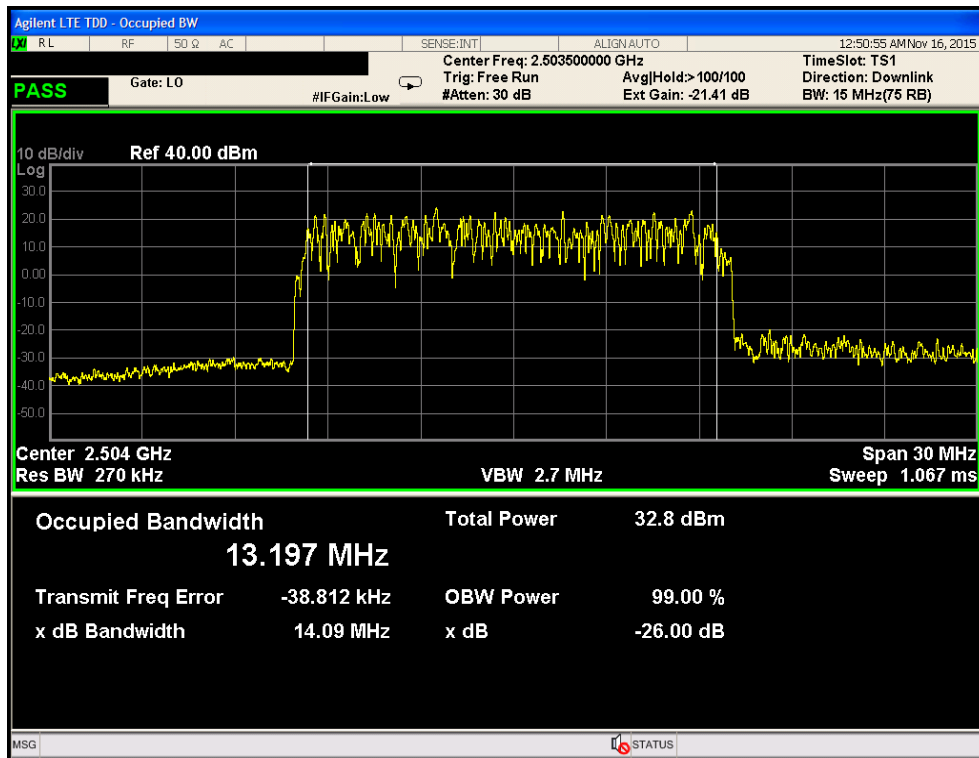 Agilent LTE TDD - Occupied BW
LXI RL RF 50 Ω AC SENSE:INT ALIGNAUTO 12:50:55 AM Nov 16, 2015
Center Freq: 2.503500000 GHz TimeSlot: TS1
PASS Gate: LO Trig: Free Run Avg|Hold:>100/100 Direction: Downlink
#IFGain:Low #Atten: 30 dB Ext Gain: -21.41 dB BW: 15 MHz(75 RB)
10 dB/div Ref 40.00 dBm
Log
30.0
20.0
10.0
0.00
-10.0
-20.0
-30.0
-40.0
-50.0
Center 2.504 GHz Span 30 MHz
Res BW 270 kHz VBW 2.7 MHz Sweep 1.067 ms
Occupied Bandwidth Total Power 32.8 dBm
13.197 MHz
Transmit Freq Error -38.812 kHz OBW Power 99.00 %
x dB Bandwidth 14.09 MHz x dB -26.00 dB
MSG STATUS